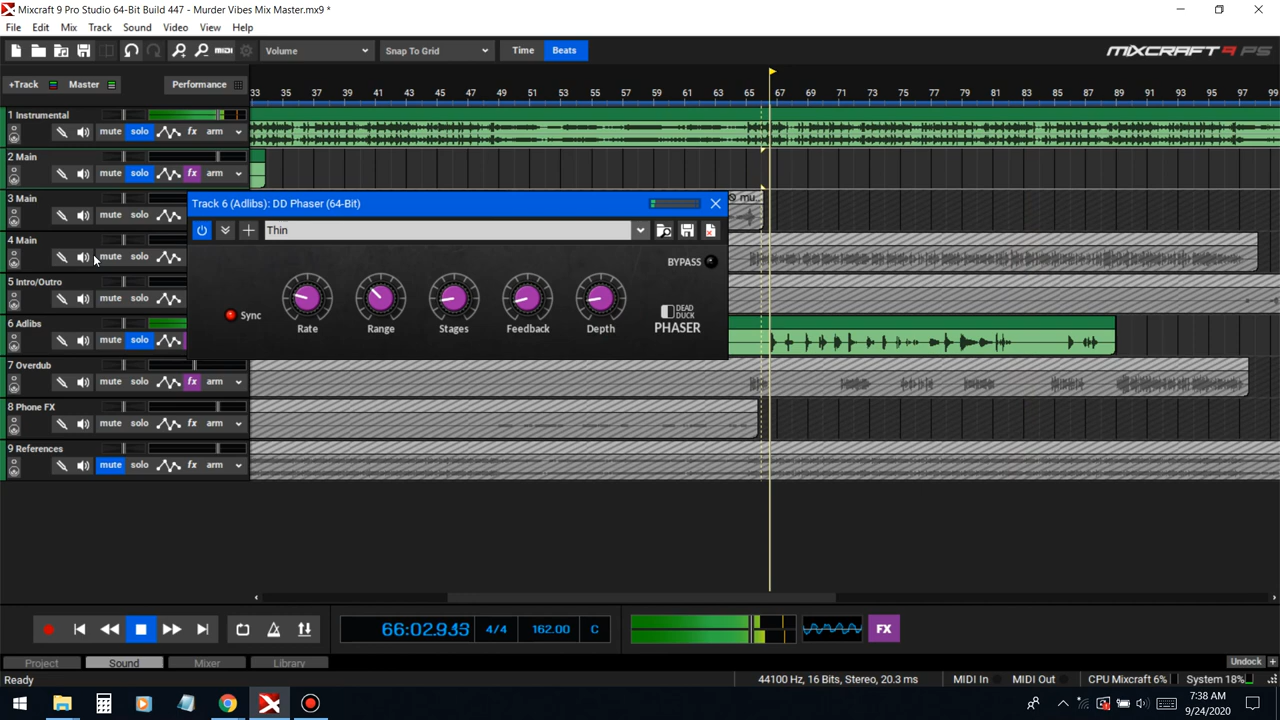 Mixcraft 9 Pro Studio 64-Bit Build 447 - Murder Vibes Mix Master.mx9 *
File Edit Mix Track Sound Video View Help
MIDI Volume Snap To Grid Time Beats MIXCRAFT 9 PS
+Track Master Performance
33 35 37 39 41 43 45 47 49 51 53 55 57 59 61 63 65 67 69 71 73 75 77 79 81 83 85 87 89 91 93 95 97 99
1 Instrumental
mute solo fx arm
2 Main
mute solo fx arm
3 Main
mute solo
4 Main
mute solo
5 Intro/Outro
mute solo
6 Adlibs
mute solo
7 Overdub
mute solo fx arm
8 Phone FX
mute solo fx arm
9 References
mute solo fx arm
mu...
Track 6 (Adlibs): DD Phaser (64-Bit)
Thin
BYPASS
Sync
Rate Range Stages Feedback Depth
DEAD DUCK
PHASER
4/4 162.00 C FX
Project Sound Mixer Library Undock
Ready 44100 Hz, 16 Bits, Stereo, 20.3 ms MIDI In MIDI Out CPU Mixcraft 6% System 18%
7:38 AM
9/24/2020